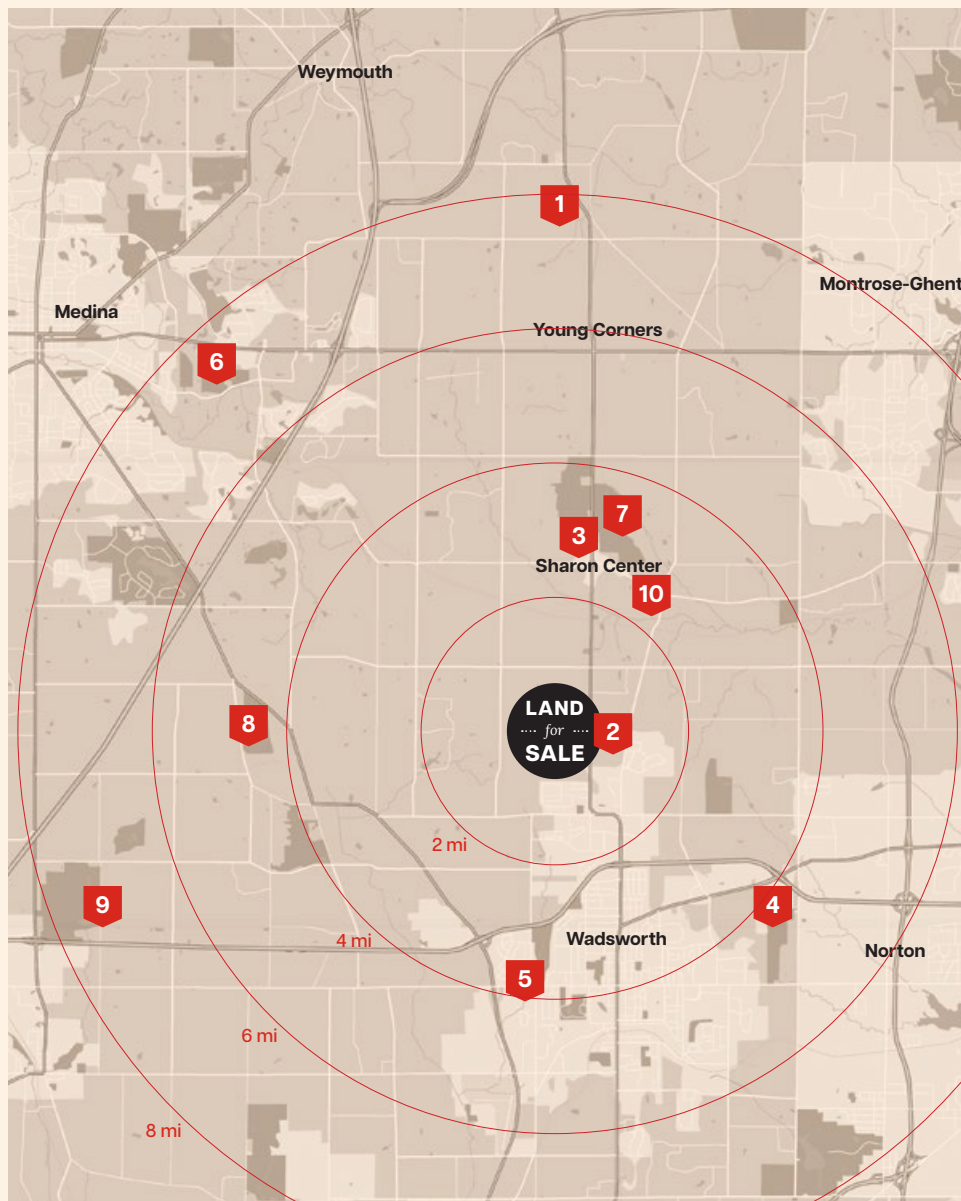 Weymouth
1
Montrose-Ghent
Medina
Young Corners
6
7
3
Sharon Center
10
LAND
for
SALE
2
8
2 mi
9
4
4 mi
Wadsworth
Norton
5
6 mi
8 mi